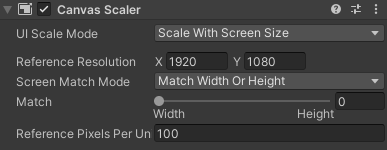 Canvas Scaler
UI Scale Mode Scale With Screen Size
Reference Resolution X 1920 Y 1080
Screen Match Mode Match Width Or Height
Match 0
Width Height
Reference Pixels Per Un 100